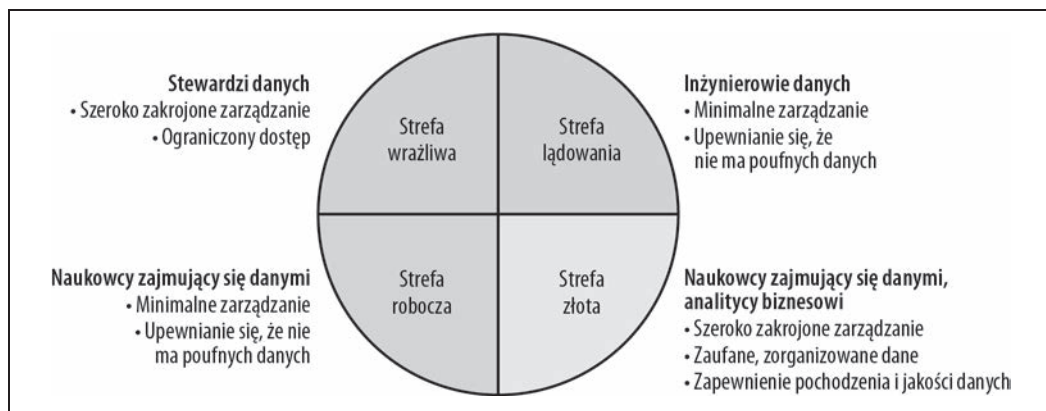 Stewardzi danych
• Szeroko zakrojone zarządzanie
• Ograniczony dostęp
Strefa
wrażliwa
Strefa
lądowania
Inżynierowie danych
• Minimalne zarządzanie
• Upewnianie się, że
nie ma poufnych danych
Naukowcy zajmujący się danymi
• Minimalne zarządzanie
• Upewnianie się, że nie
ma poufnych danych
Strefa
robocza
Strefa
złota
Naukowcy zajmujący się danymi,
analitycy biznesowi
• Szeroko zakrojone zarządzanie
• Zaufane, zorganizowane dane
• Zapewnienie pochodzenia i jakości danych